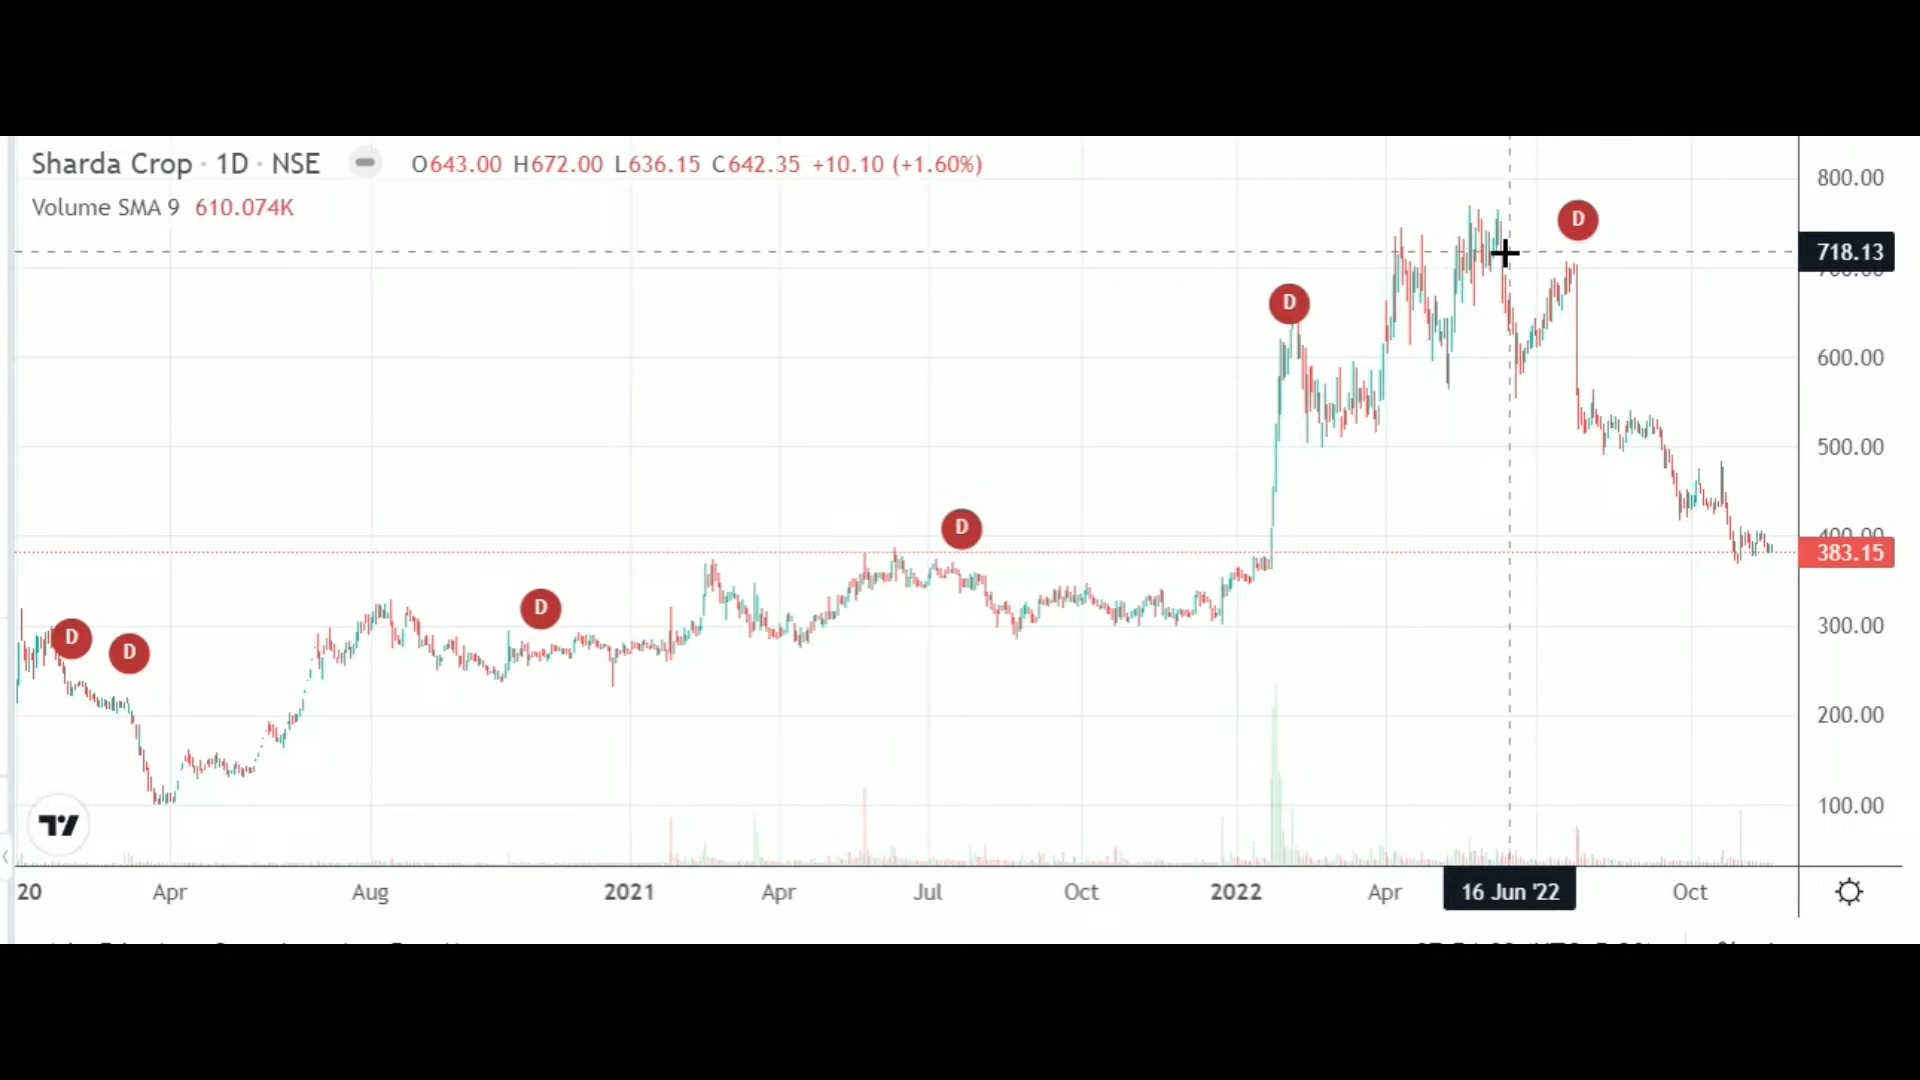 Sharda Crop · 1D · NSE O643.00 H672.00 L636.15 C642.35 +10.10 (+1.60%)
Volume SMA 9 610.074K
800.00
718.13
600.00
500.00
400.00
383.15
300.00
200.00
100.00
D
D
D
D
D
D
20 Apr Aug 2021 Apr Jul Oct 2022 Apr 16 Jun '22 Oct